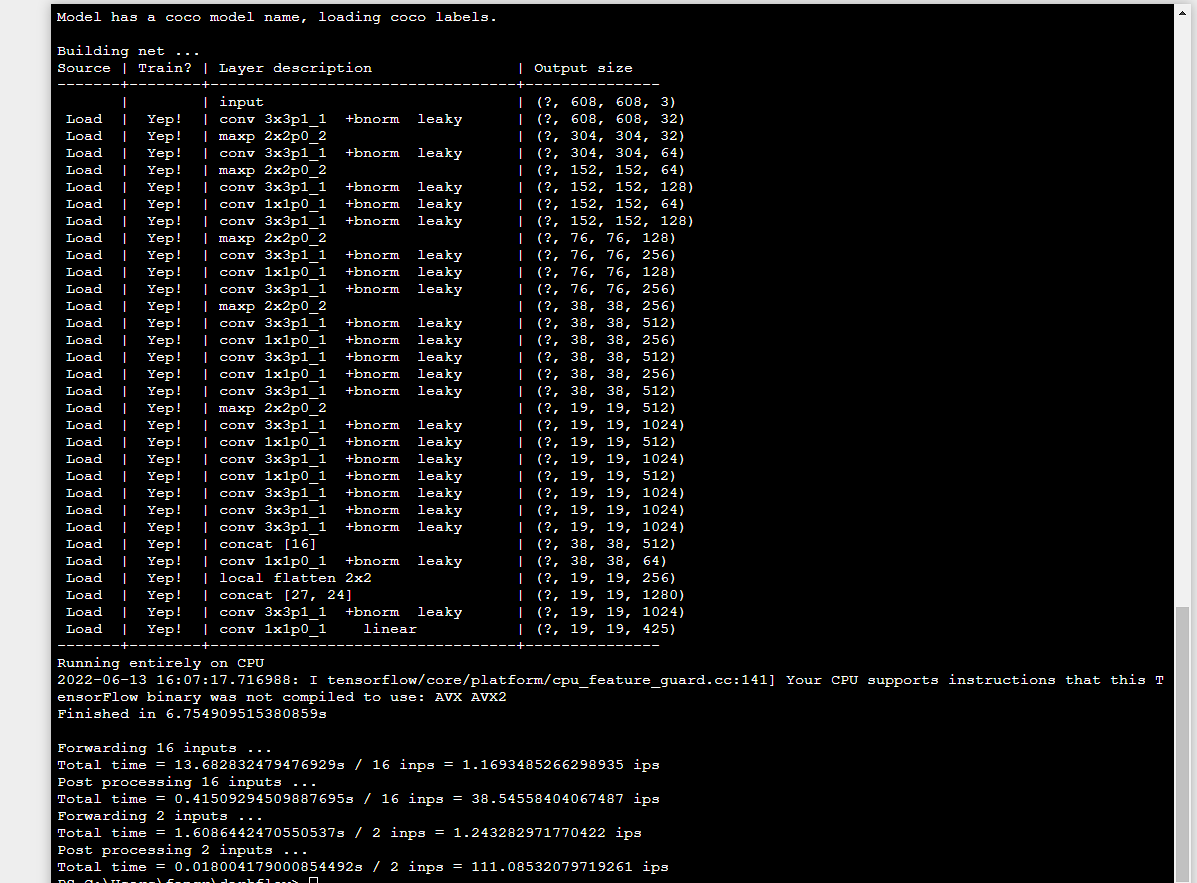 Model has a coco model name, loading coco labels.

Building net ...
Source | Train? | Layer description                | Output size
-------+--------+----------------------------------+---------------
       |        | input                            | (?, 608, 608, 3)
 Load  |  Yep!  | conv 3x3p1_1  +bnorm  leaky      | (?, 608, 608, 32)
 Load  |  Yep!  | maxp 2x2p0_2                     | (?, 304, 304, 32)
 Load  |  Yep!  | conv 3x3p1_1  +bnorm  leaky      | (?, 304, 304, 64)
 Load  |  Yep!  | maxp 2x2p0_2                     | (?, 152, 152, 64)
 Load  |  Yep!  | conv 3x3p1_1  +bnorm  leaky      | (?, 152, 152, 128)
 Load  |  Yep!  | conv 1x1p0_1  +bnorm  leaky      | (?, 152, 152, 64)
 Load  |  Yep!  | conv 3x3p1_1  +bnorm  leaky      | (?, 152, 152, 128)
 Load  |  Yep!  | maxp 2x2p0_2                     | (?, 76, 76, 128)
 Load  |  Yep!  | conv 3x3p1_1  +bnorm  leaky      | (?, 76, 76, 256)
 Load  |  Yep!  | conv 1x1p0_1  +bnorm  leaky      | (?, 76, 76, 128)
 Load  |  Yep!  | conv 3x3p1_1  +bnorm  leaky      | (?, 76, 76, 256)
 Load  |  Yep!  | maxp 2x2p0_2                     | (?, 38, 38, 256)
 Load  |  Yep!  | conv 3x3p1_1  +bnorm  leaky      | (?, 38, 38, 512)
 Load  |  Yep!  | conv 1x1p0_1  +bnorm  leaky      | (?, 38, 38, 256)
 Load  |  Yep!  | conv 3x3p1_1  +bnorm  leaky      | (?, 38, 38, 512)
 Load  |  Yep!  | conv 1x1p0_1  +bnorm  leaky      | (?, 38, 38, 256)
 Load  |  Yep!  | conv 3x3p1_1  +bnorm  leaky      | (?, 38, 38, 512)
 Load  |  Yep!  | maxp 2x2p0_2                     | (?, 19, 19, 512)
 Load  |  Yep!  | conv 3x3p1_1  +bnorm  leaky      | (?, 19, 19, 1024)
 Load  |  Yep!  | conv 1x1p0_1  +bnorm  leaky      | (?, 19, 19, 512)
 Load  |  Yep!  | conv 3x3p1_1  +bnorm  leaky      | (?, 19, 19, 1024)
 Load  |  Yep!  | conv 1x1p0_1  +bnorm  leaky      | (?, 19, 19, 512)
 Load  |  Yep!  | conv 3x3p1_1  +bnorm  leaky      | (?, 19, 19, 1024)
 Load  |  Yep!  | conv 3x3p1_1  +bnorm  leaky      | (?, 19, 19, 1024)
 Load  |  Yep!  | conv 3x3p1_1  +bnorm  leaky      | (?, 19, 19, 1024)
 Load  |  Yep!  | concat [16]                      | (?, 38, 38, 512)
 Load  |  Yep!  | conv 1x1p0_1  +bnorm  leaky      | (?, 38, 38, 64)
 Load  |  Yep!  | local flatten 2x2                | (?, 19, 19, 256)
 Load  |  Yep!  | concat [27, 24]                  | (?, 19, 19, 1280)
 Load  |  Yep!  | conv 3x3p1_1  +bnorm  leaky      | (?, 19, 19, 1024)
 Load  |  Yep!  | conv 1x1p0_1    linear           | (?, 19, 19, 425)
-------+--------+----------------------------------+---------------
Running entirely on CPU
2022-06-13 16:07:17.716988: I tensorflow/core/platform/cpu_feature_guard.cc:141] Your CPU supports instructions that this T
ensorFlow binary was not compiled to use: AVX AVX2
Finished in 6.754909515380859s

Forwarding 16 inputs ...
Total time = 13.682832479476929s / 16 inps = 1.1693485266298935 ips
Post processing 16 inputs ...
Total time = 0.41509294509887695s / 16 inps = 38.54558404067487 ips
Forwarding 2 inputs ...
Total time = 1.6086442470550537s / 2 inps = 1.243282971770422 ips
Post processing 2 inputs ...
Total time = 0.018004179000854492s / 2 inps = 111.08532079719261 ips